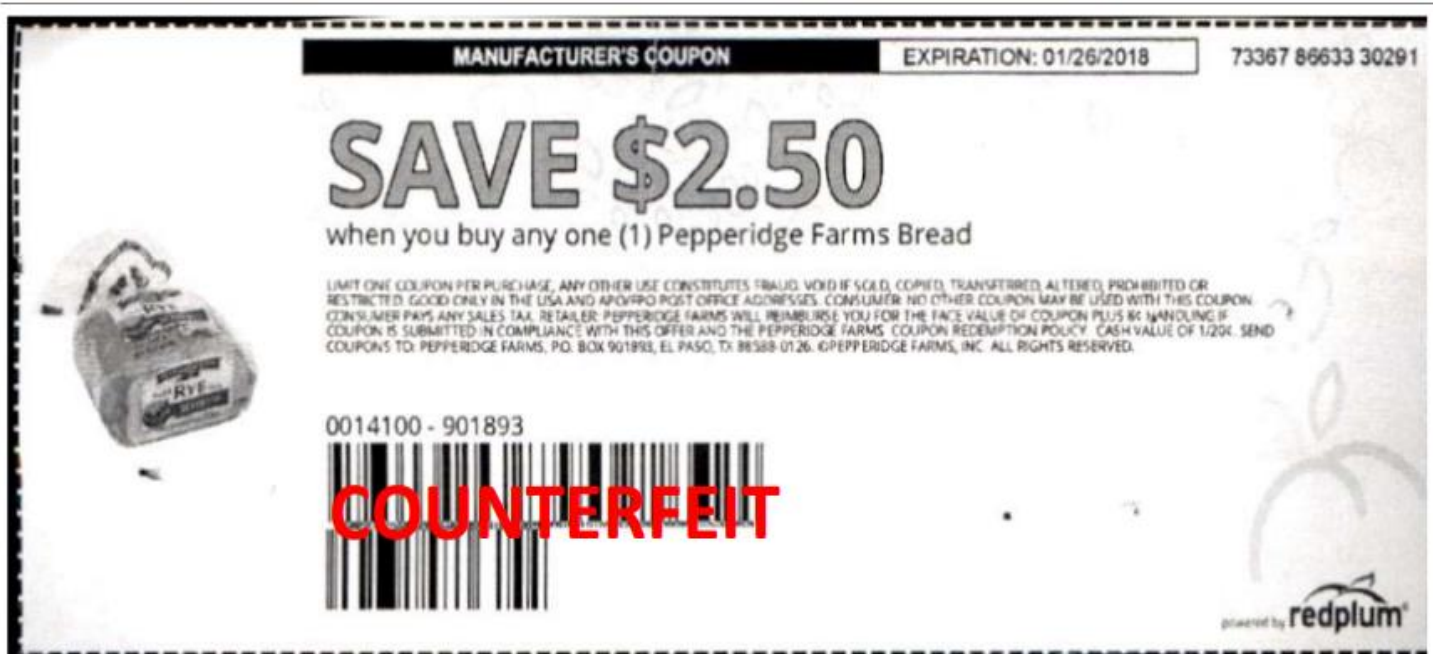 MANUFACTURER'S COUPON
EXPIRATION: 01/26/2018
73367 86633 30291
SAVE $2.50
when you buy any one (1) Pepperidge Farms Bread
LIMIT ONE COUPON PER PURCHASE, ANY OTHER USE CONSTITUTES FRAUD. VOID IF SOLD, COPIED, TRANSFERRED, ALTERED, PROHIBITED OR
RESTRICTED. GOOD ONLY IN THE USA AND APO/FPO POST OFFICE ADDRESSES. CONSUMER: NO OTHER COUPON MAY BE USED WITH THIS COUPON.
CONSUMER PAYS ANY SALES TAX. RETAILER: PEPPERIDGE FARMS WILL REIMBURSE YOU FOR THE FACE VALUE OF COUPON PLUS 8¢ HANDLING IF
COUPON IS SUBMITTED IN COMPLIANCE WITH THIS OFFER AND THE PEPPERIDGE FARMS COUPON REDEMPTION POLICY. CASH VALUE OF 1/20¢. SEND
COUPONS TO: PEPPERIDGE FARMS, P.O. BOX 901893, EL PASO, TX 88588-0126. ©PEPPERIDGE FARMS, INC. ALL RIGHTS RESERVED.
RYE
RYE
0014100 - 901893
COUNTERFEIT
powered by redplum®